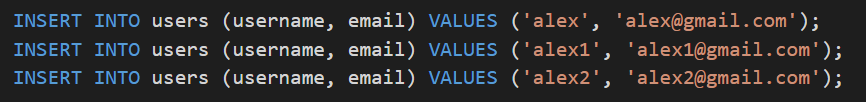 INSERT INTO users (username, email) VALUES ('alex', 'alex@gmail.com');
INSERT INTO users (username, email) VALUES ('alex1', 'alex1@gmail.com');
INSERT INTO users (username, email) VALUES ('alex2', 'alex2@gmail.com');